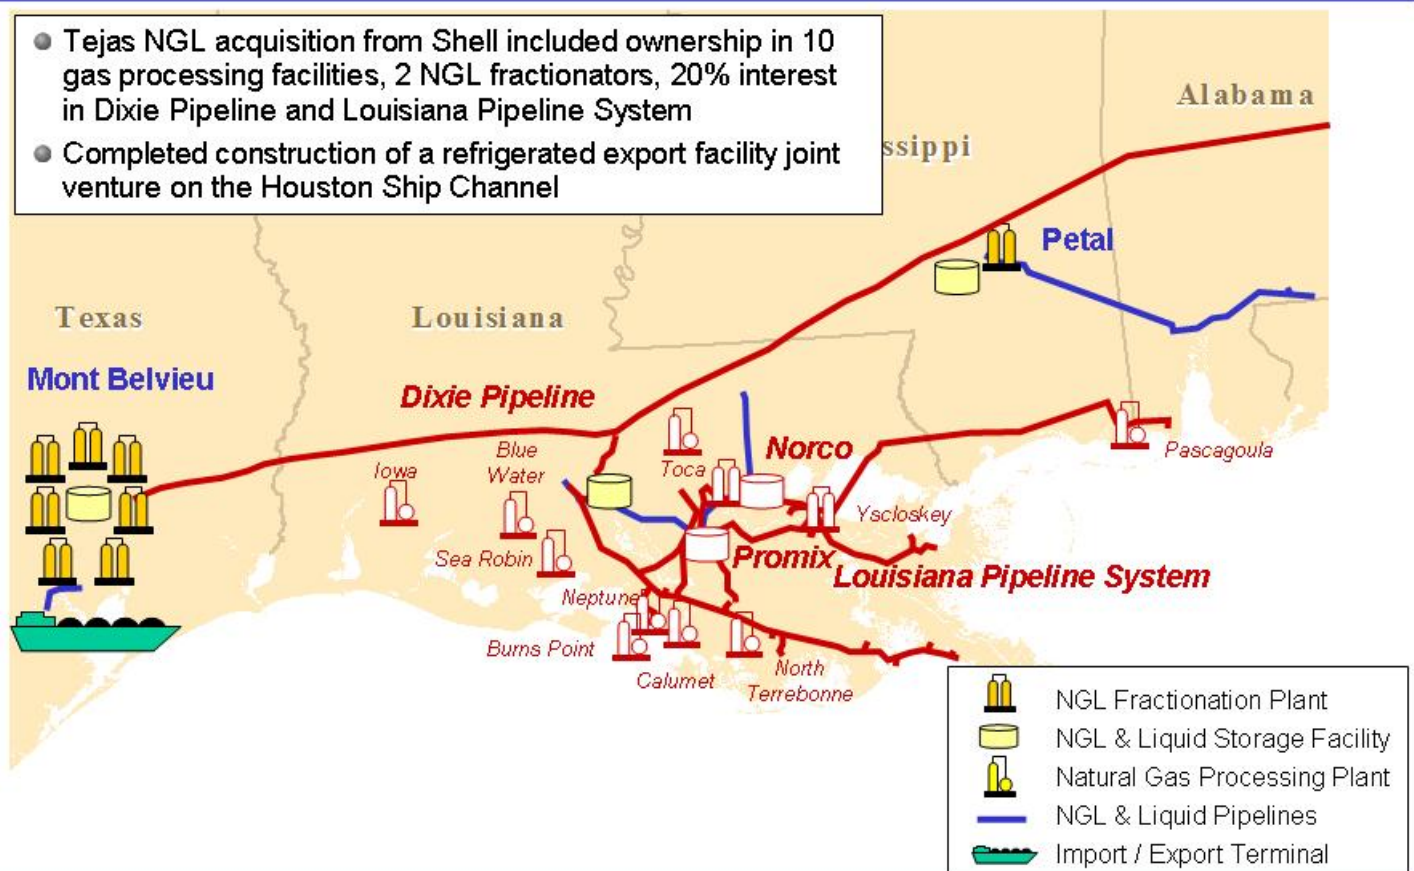 Tejas NGL acquisition from Shell included ownership in 10
gas processing facilities, 2 NGL fractionators, 20% interest
in Dixie Pipeline and Louisiana Pipeline System
Completed construction of a refrigerated export facility joint
venture on the Houston Ship Channel
Alabama
ssippi
Petal
Texas
Louisiana
Mont Belvieu
Dixie Pipeline
Blue
Water
Iowa
Toca
Norco
Pascagoula
Yscloskey
Sea Robin
Promix
Louisiana Pipeline System
Neptune
Burns Point
Calumet
North
Terrebonne
NGL Fractionation Plant
NGL & Liquid Storage Facility
Natural Gas Processing Plant
NGL & Liquid Pipelines
Import / Export Terminal